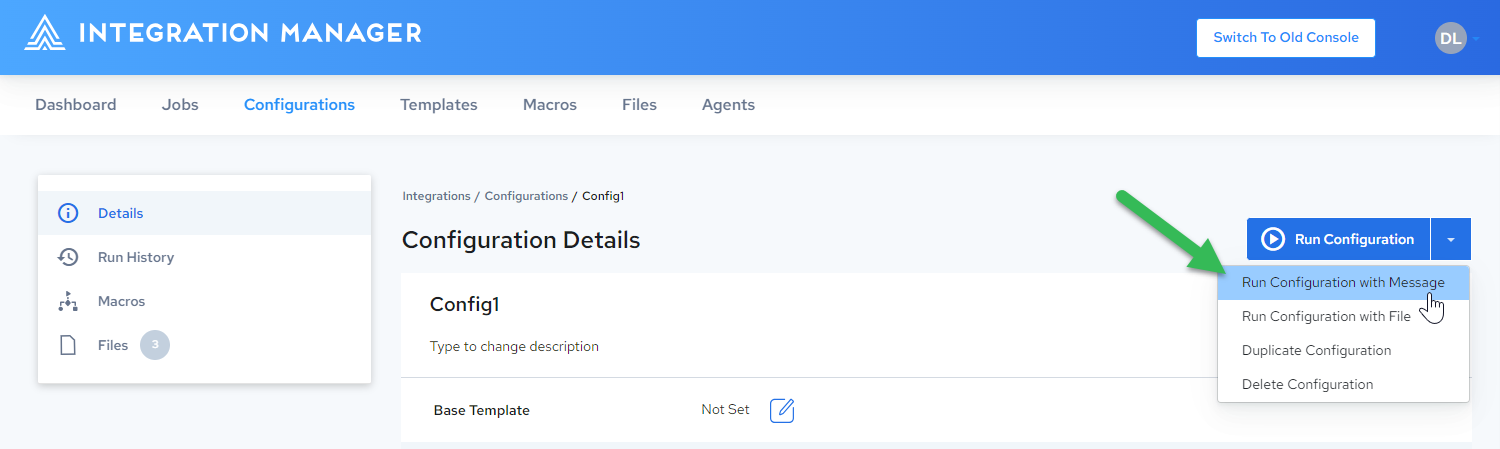 INTEGRATION MANAGER
Switch To Old Console
DL
Dashboard Jobs Configurations Templates Macros Files Agents
Details
Run History
Macros
Files 3
Integrations / Configurations / Config1
Configuration Details
Run Configuration
Run Configuration with Message
Run Configuration with File
Duplicate Configuration
Delete Configuration
Config1
Type to change description
Base Template Not Set